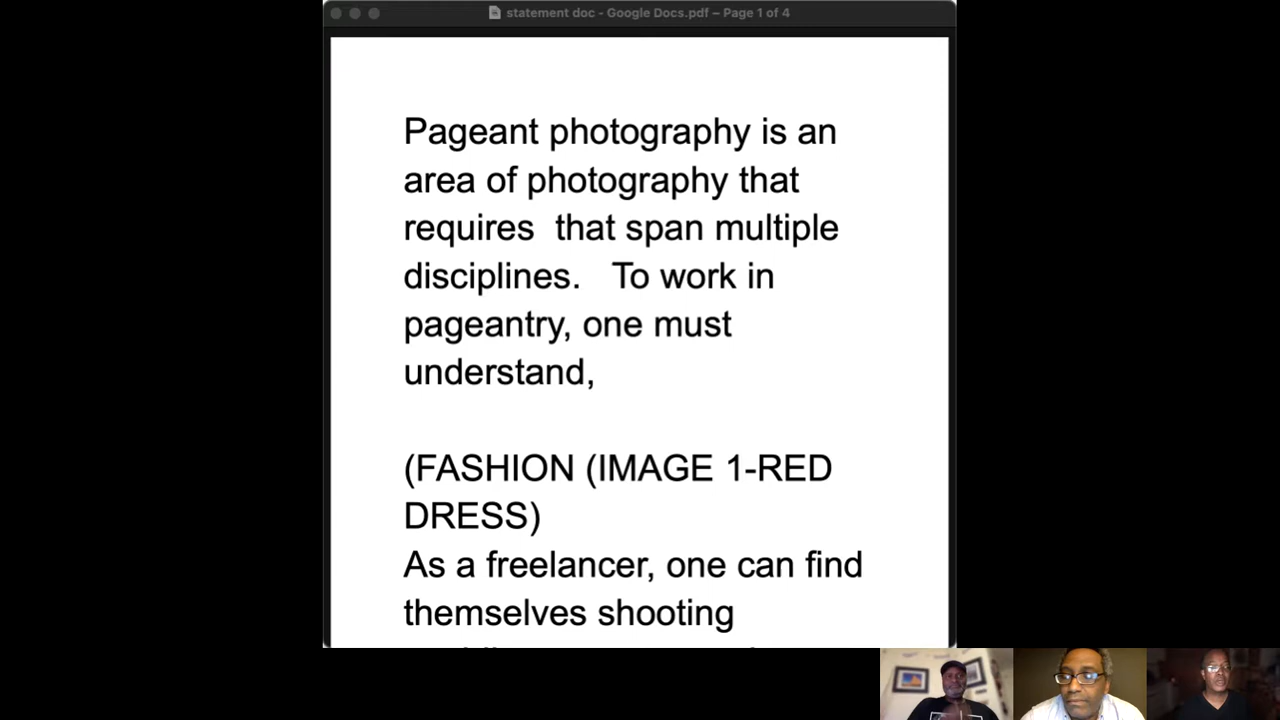 statement doc - Google Docs.pdf – Page 1 of 4
Pageant photography is an
area of photography that
requires  that span multiple
disciplines.   To work in
pageantry, one must
understand,
(FASHION (IMAGE 1-RED
DRESS)
As a freelancer, one can find
themselves shooting